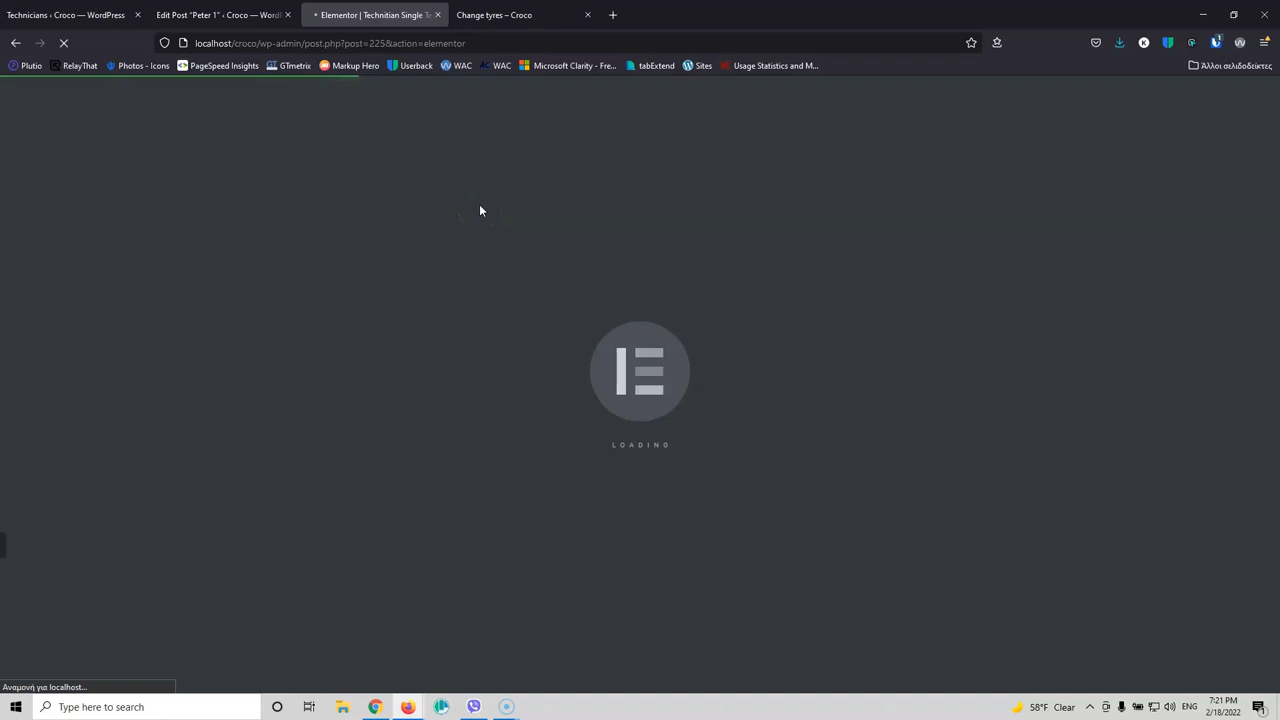 Technicians ‹ Croco — WordPress
Edit Post “Peter 1” ‹ Croco — WordP
Elementor | Technitian Single Te
Change tyres – Croco
localhost/croco/wp-admin/post.php?post=225&action=elementor
Plutio
RelayThat
Photos - Icons
PageSpeed Insights
GTmetrix
Markup Hero
Userback
WAC
WAC
Microsoft Clarity - Fre...
tabExtend
Sites
Usage Statistics and M...
Άλλοι σελιδοδείκτες
LOADING
Αναμονή για localhost...
Type here to search
58°F Clear
ENG
7:21 PM
2/18/2022